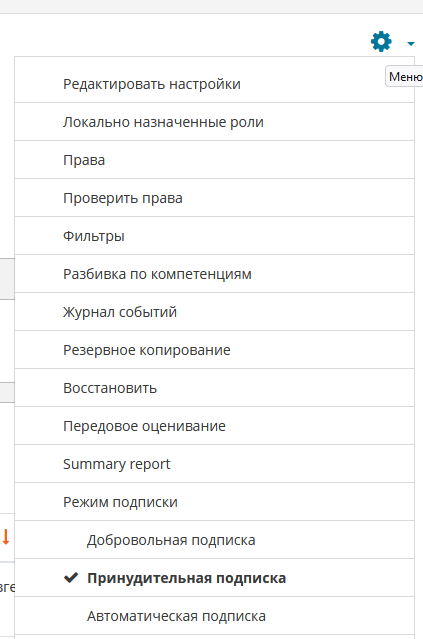 Меню
Редактировать настройки
Локально назначенные роли
Права
Проверить права
Фильтры
Разбивка по компетенциям
Журнал событий
Резервное копирование
Восстановить
Передовое оценивание
Summary report
Режим подписки
Добровольная подписка
Принудительная подписка
Автоматическая подписка